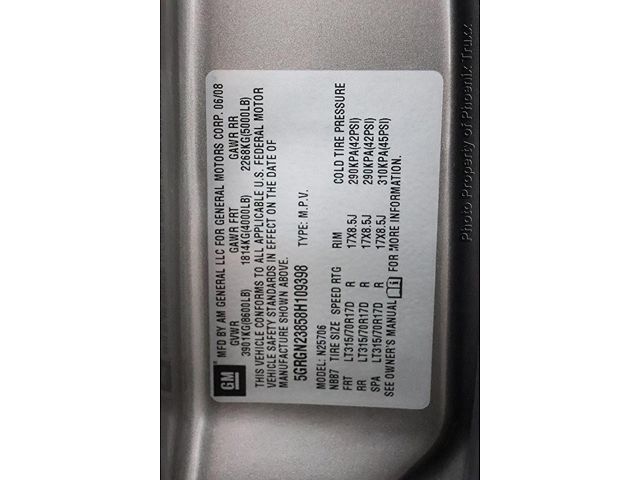 GM
MFD BY AM GENERAL LLC FOR GENERAL MOTORS CORP. 06/08
GVWR GAWR FRT GAWR RR
3901KG(8600LB) 1814KG(4000LB) 2268KG(5000LB)
THIS VEHICLE CONFORMS TO ALL APPLICABLE U.S. FEDERAL MOTOR
VEHICLE SAFETY STANDARDS IN EFFECT ON THE DATE OF
MANUFACTURE SHOWN ABOVE.
5GRGN23858H109398 TYPE: M.P.V.
MODEL: N25706
NBB7 TIRE SIZE SPEED RTG RIM COLD TIRE PRESSURE
FRT LT315/70R17D R 17X8.5J 290KPA(42PSI)
RR LT315/70R17D R 17X8.5J 290KPA(42PSI)
SPA LT315/70R17D R 17X8.5J 310KPA(45PSI)
SEE OWNER'S MANUAL FOR MORE INFORMATION.
Photo Property of Phoenix Truxx